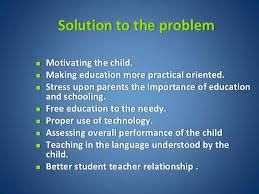 Solution to the problem
Motivating the child.
Making education more practical oriented.
Stress upon parents the importance of education
and schooling.
Free education to the needy.
Proper use of technology.
Assessing overall performance of the child
Teaching in the language understood by the
child.
Better student teacher relationship .